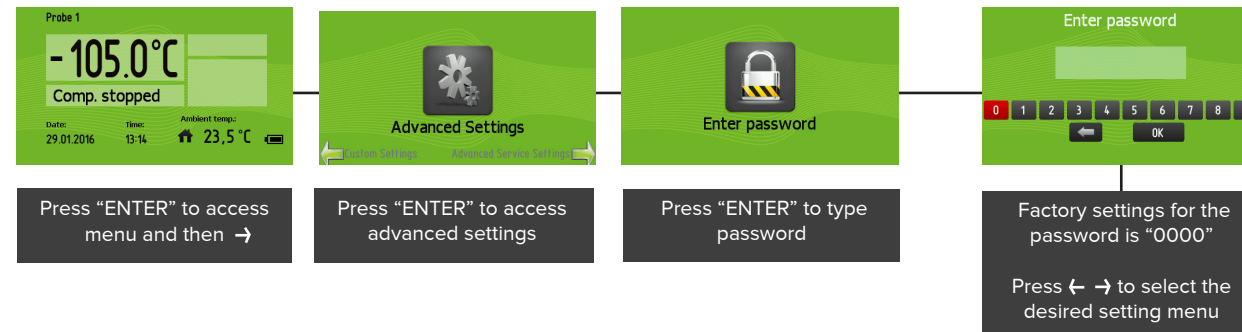 Probe 1
-105.0°C
Comp. stopped
Date:
29.01.2016
Time:
13:14
Ambient temp.:
23,5 °C
Press “ENTER” to access
menu and then →
Advanced Settings
Custom Settings
Advanced Service Settings
Press “ENTER” to access
advanced settings
Enter password
Press “ENTER” to type
password
Enter password
0 1 2 3 4 5 6 7 8
OK
Factory settings for the
password is “0000”
Press ← → to select the
desired setting menu